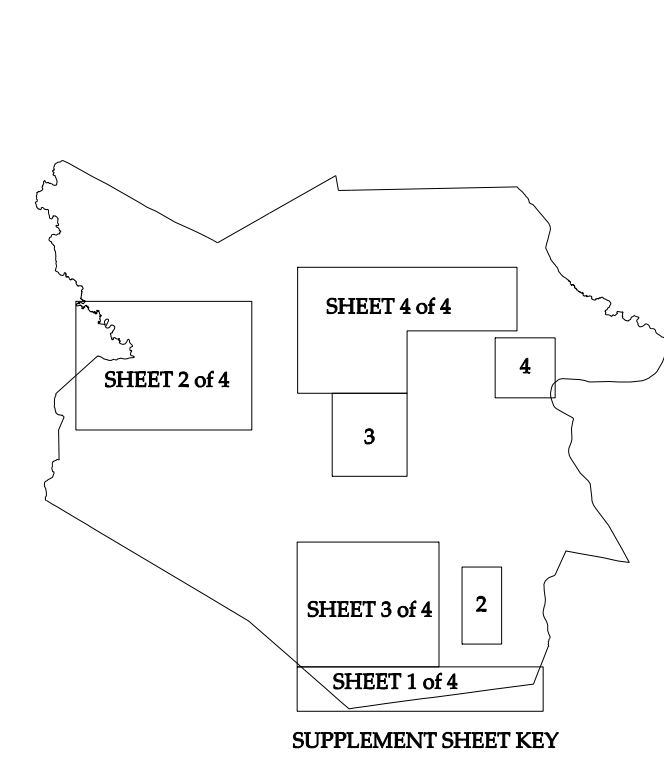 SHEET 4 of 4
4
SHEET 2 of 4
3
2
SHEET 3 of 4
SHEET 1 of 4
SUPPLEMENT SHEET KEY